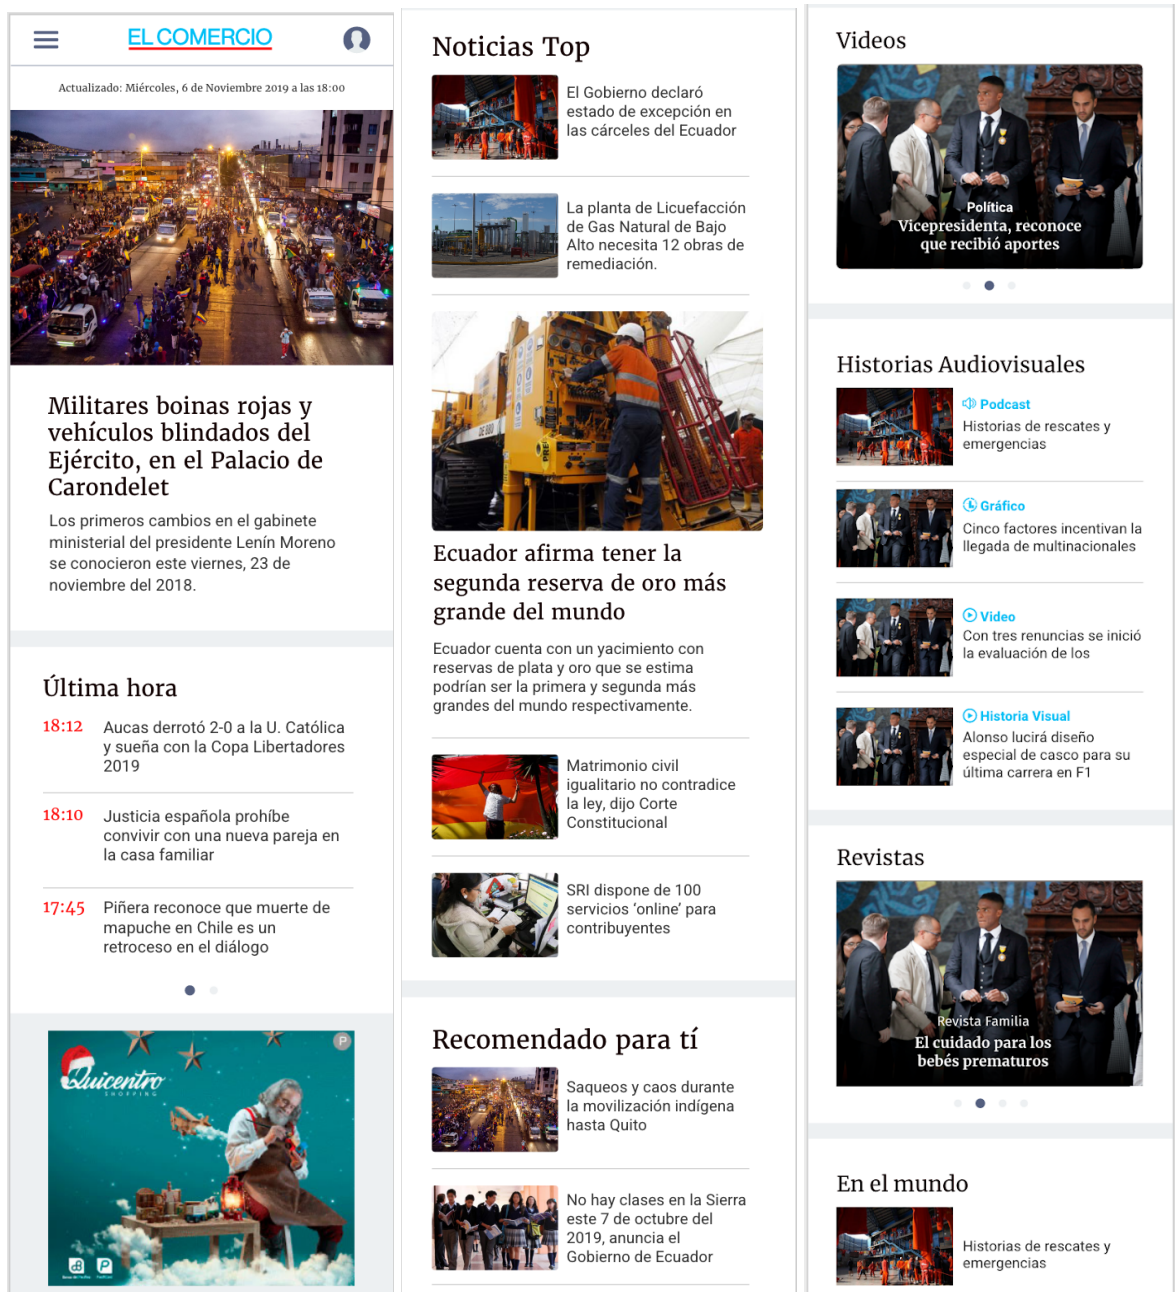 EL COMERCIO
Actualizado: Miércoles, 6 de Noviembre 2019 a las 18:00
Militares boinas rojas y
vehículos blindados del
Ejército, en el Palacio de
Carondelet
Los primeros cambios en el gabinete
ministerial del presidente Lenín Moreno
se conocieron este viernes, 23 de
noviembre del 2018.
Última hora
18:12 Aucas derrotó 2-0 a la U. Católica
y sueña con la Copa Libertadores
2019
18:10 Justicia española prohíbe
convivir con una nueva pareja en
la casa familiar
17:45 Piñera reconoce que muerte de
mapuche en Chile es un
retroceso en el diálogo
P
Quicentro
SHOPPING
Noticias Top
El Gobierno declaró
estado de excepción en
las cárceles del Ecuador
La planta de Licuefacción
de Gas Natural de Bajo
Alto necesita 12 obras de
remediación.
Ecuador afirma tener la
segunda reserva de oro más
grande del mundo
Ecuador cuenta con un yacimiento con
reservas de plata y oro que se estima
podrían ser la primera y segunda más
grandes del mundo respectivamente.
Matrimonio civil
igualitario no contradice
la ley, dijo Corte
Constitucional
SRI dispone de 100
servicios ‘online’ para
contribuyentes
Recomendado para tí
Saqueos y caos durante
la movilización indígena
hasta Quito
No hay clases en la Sierra
este 7 de octubre del
2019, anuncia el
Gobierno de Ecuador
Videos
Política
Vicepresidenta, reconoce
que recibió aportes
Historias Audiovisuales
Podcast
Historias de rescates y
emergencias
Gráfico
Cinco factores incentivan la
llegada de multinacionales
Video
Con tres renuncias se inició
la evaluación de los
Historia Visual
Alonso lucirá diseño
especial de casco para su
última carrera en F1
Revistas
Revista Familia
El cuidado para los
bebés prematuros
En el mundo
Historias de rescates y
emergencias